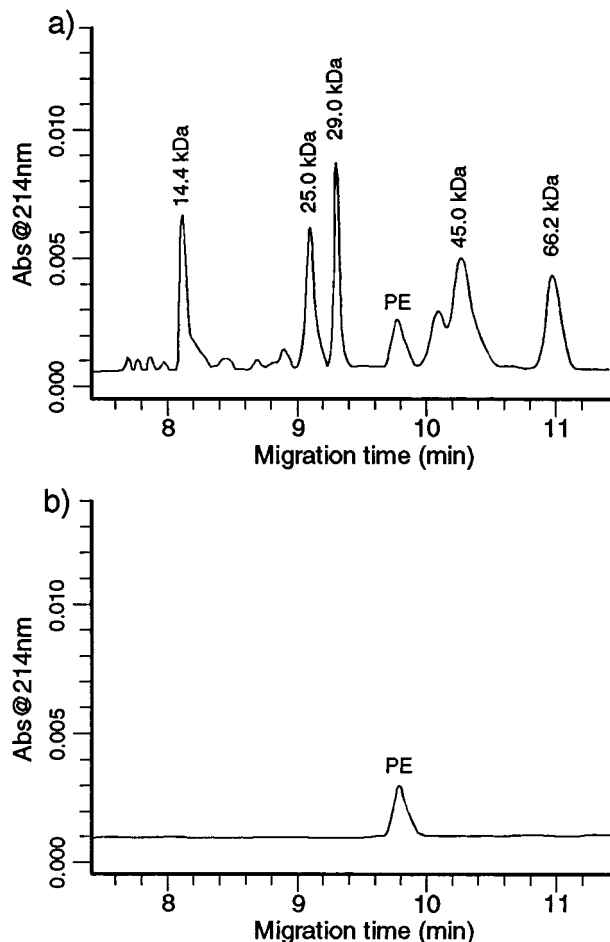 a)
Abs@214nm
0.010
0.005
0.000
14.4 kDa
25.0 kDa
29.0 kDa
PE
45.0 kDa
66.2 kDa
8 9 10 11
Migration time (min)
b)
Abs@214nm
0.010
0.005
0.000
PE
8 9 10 11
Migration time (min)